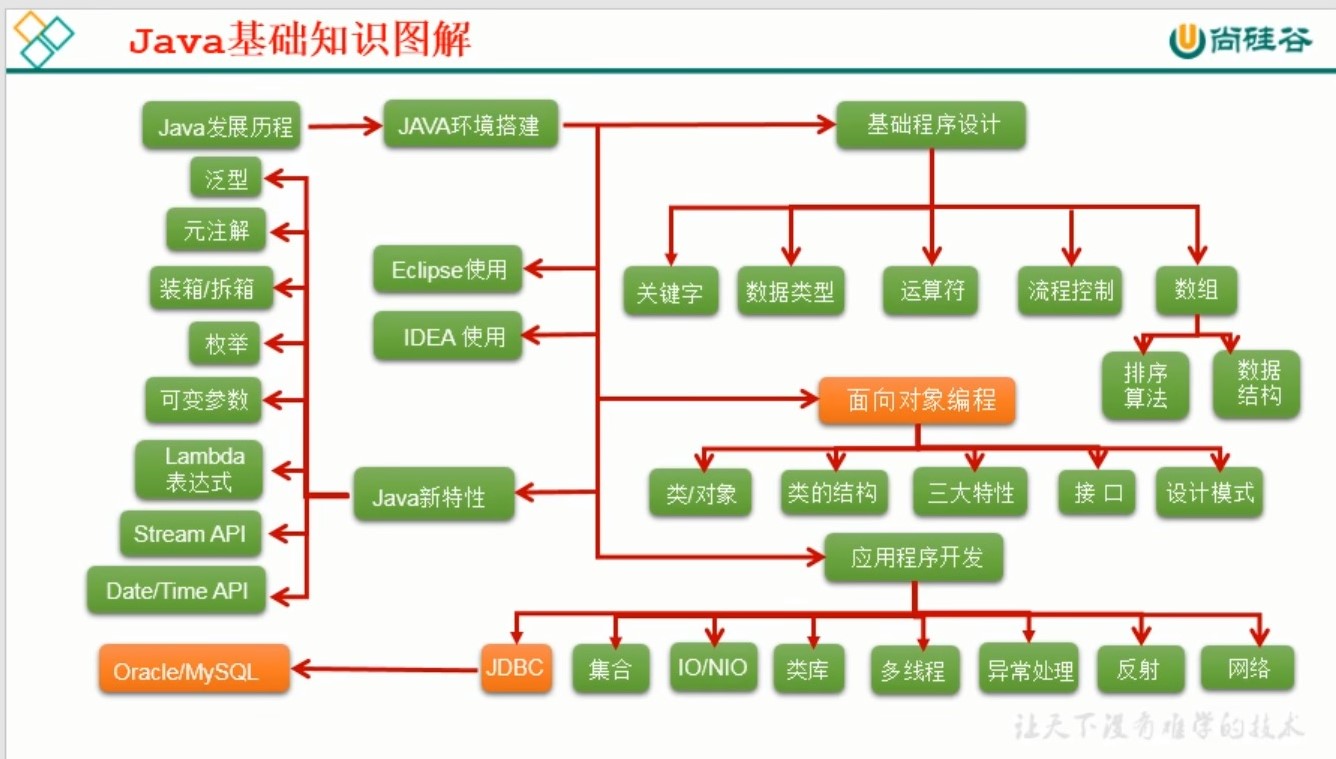 Java基础知识图解
尚硅谷
Java发展历程
JAVA环境搭建
基础程序设计
泛型
元注解
装箱/拆箱
枚举
可变参数
Lambda
表达式
Stream API
Date/Time API
Eclipse使用
IDEA 使用
Java新特性
关键字
数据类型
运算符
流程控制
数组
排序
算法
数据
结构
面向对象编程
类/对象
类的结构
三大特性
接 口
设计模式
应用程序开发
Oracle/MySQL
JDBC
集合
IO/NIO
类库
多线程
异常处理
反射
网络
让天下没有难学的技术